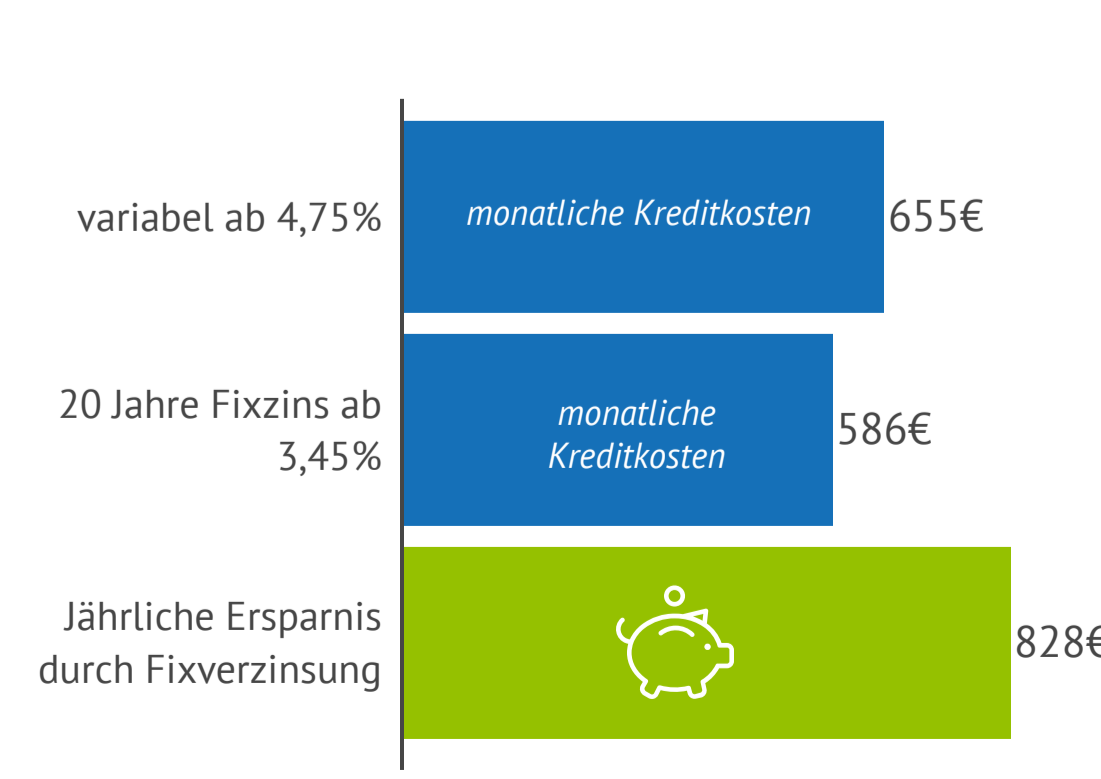 variabel ab 4,75%
monatliche Kreditkosten
655€
20 Jahre Fixzins ab
3,45%
monatliche
Kreditkosten
586€
Jährliche Ersparnis
durch Fixverzinsung
828€